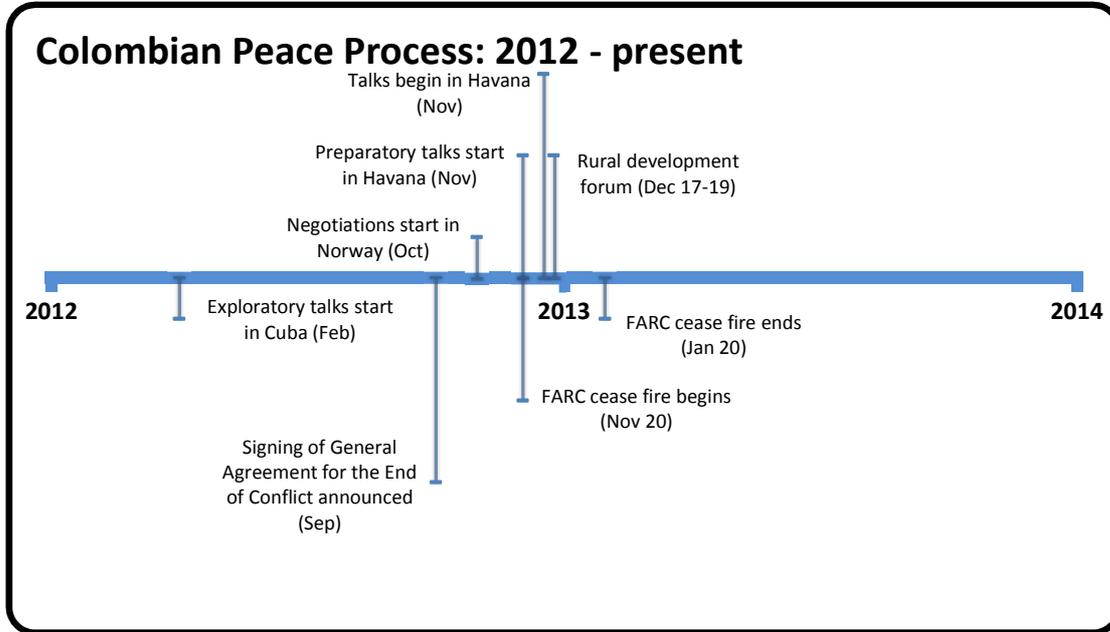 Colombian Peace Process: 2012 - present
Talks begin in Havana
(Nov)
Preparatory talks start
in Havana (Nov)
Rural development
forum (Dec 17-19)
Negotiations start in
Norway (Oct)
2012
2013
2014
Exploratory talks start
in Cuba (Feb)
FARC cease fire ends
(Jan 20)
FARC cease fire begins
(Nov 20)
Signing of General
Agreement for the End
of Conflict announced
(Sep)